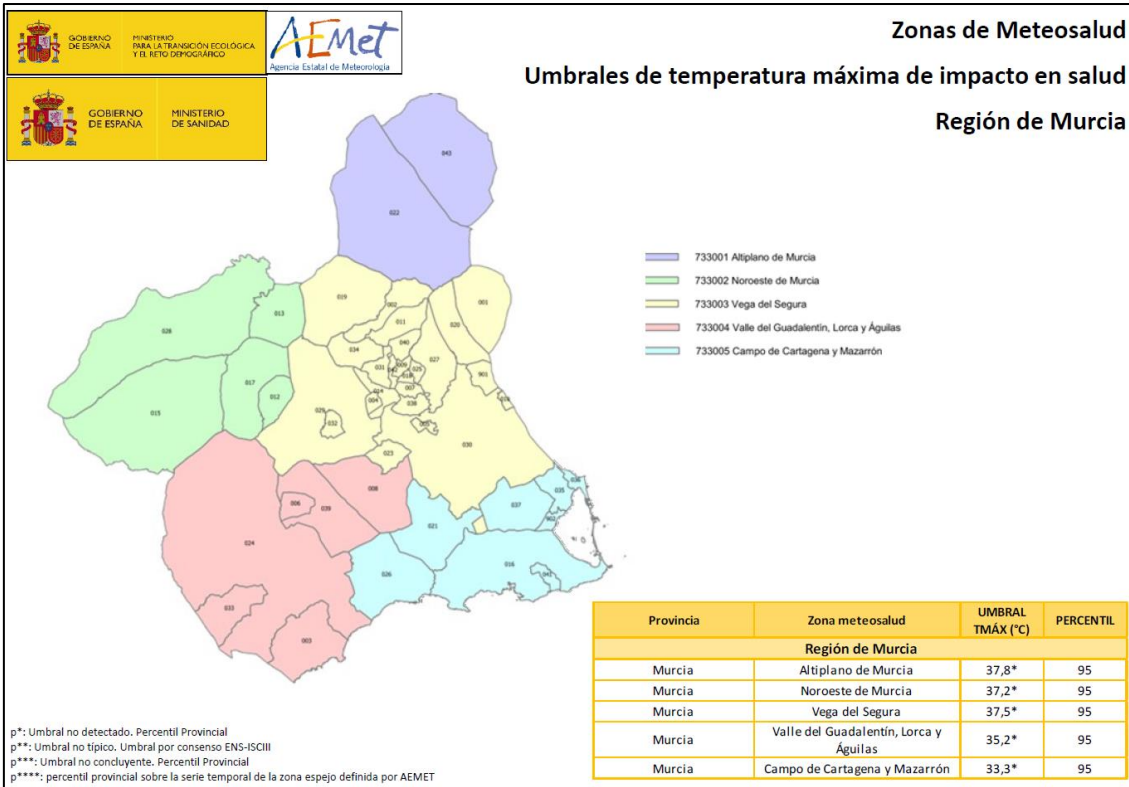 GOBIERNO
DE ESPAÑA
MINISTERIO
PARA LA TRANSICIÓN ECOLÓGICA
Y EL RETO DEMOGRÁFICO
AEMet
Agencia Estatal de Meteorología
GOBIERNO
DE ESPAÑA
MINISTERIO
DE SANIDAD
Zonas de Meteosalud
Umbrales de temperatura máxima de impacto en salud
Región de Murcia
043
022
019
002
001
028
013
011
020
040
034
027
031
009
025
018
017
901
015
012
014
007
004
038
029
032
005
030
023
008
036
035
006
039
037
902
021
024
016
026
041
033
003
733001 Altiplano de Murcia
733002 Noroeste de Murcia
733003 Vega del Segura
733004 Valle del Guadalentín, Lorca y Águilas
733005 Campo de Cartagena y Mazarrón
Provincia Zona meteosalud UMBRAL TMÁX (°C) PERCENTIL
Región de Murcia
Murcia Altiplano de Murcia 37,8* 95
Murcia Noroeste de Murcia 37,2* 95
Murcia Vega del Segura 37,5* 95
Murcia Valle del Guadalentín, Lorca y Águilas 35,2* 95
Murcia Campo de Cartagena y Mazarrón 33,3* 95
p*: Umbral no detectado. Percentil Provincial
p**: Umbral no típico. Umbral por consenso ENS-ISCIII
p***: Umbral no concluyente. Percentil Provincial
p****: percentil provincial sobre la serie temporal de la zona espejo definida por AEMET